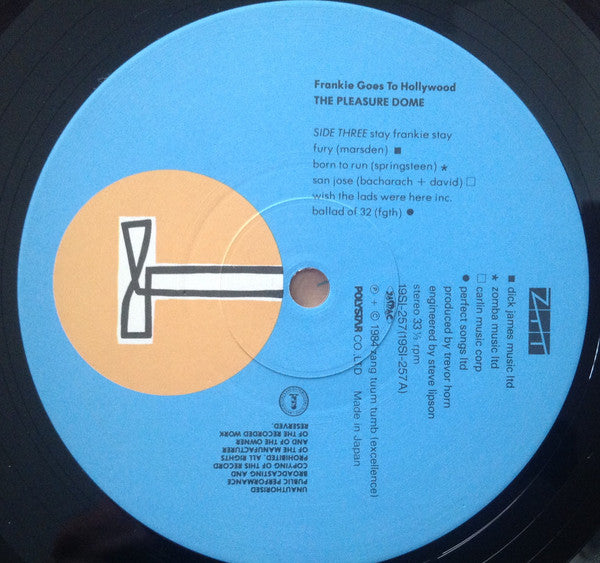 Frankie Goes To Hollywood
THE PLEASURE DOME
SIDE THREE stay frankie stay
fury (marsden) ■
born to run (springsteen) *
san jose (bacharach + david) □
wish the lads were here inc.
ballad of 32 (fgth) ●
ZTT
■ dick james music ltd
* zomba music ltd
□ carlin music corp
● perfect songs ltd
produced by trevor horn
engineered by steve lipson
stereo 33⅓ rpm
19SI-257(19SI-257A)
JASRAC
℗ + © 1984 zang tuum tumb (excellence)
POLYSTAR CO.,LTD Made in Japan
UNAUTHORISED
PUBLIC PERFORMANCE
BROADCASTING AND
COPYING OF THIS RECORD
PROHIBITED. ALL RIGHTS
OF THE MANUFACTURER
AND OF THE OWNER
OF THE RECORDED WORK
RESERVED.